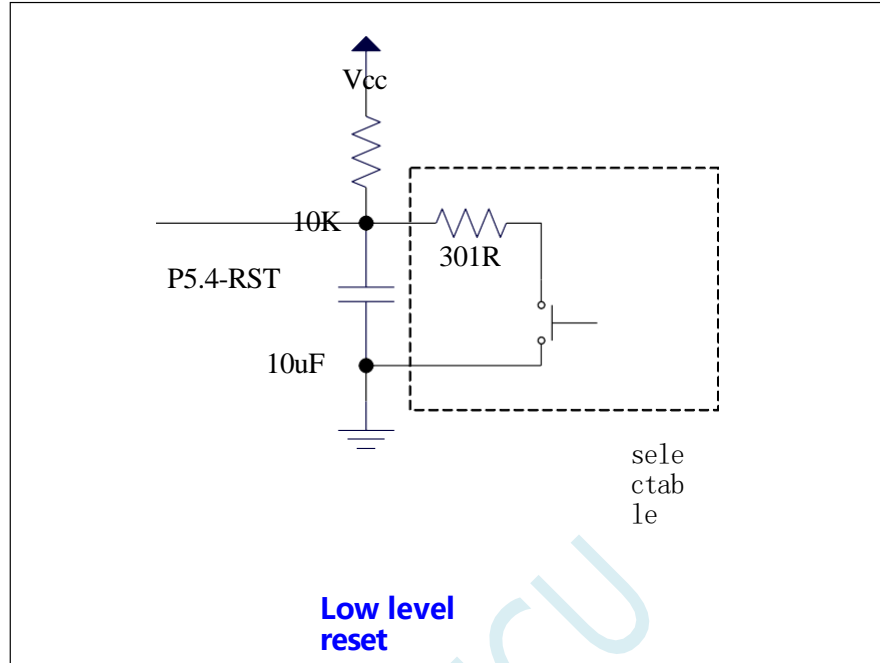 Vcc
10K
301R
P5.4-RST
10uF
sele
ctab
le
Low level
reset